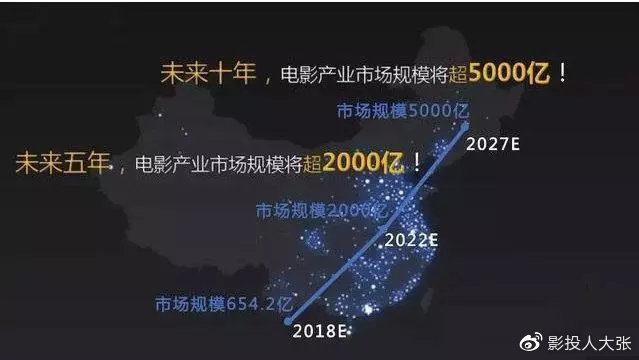 未来十年，电影产业市场规模将超5000亿！
市场规模5000亿
2027E
未来五年，电影产业市场规模将超2000亿！
市场规模2000亿
2022E
市场规模654.2亿
2018E
影投人大张